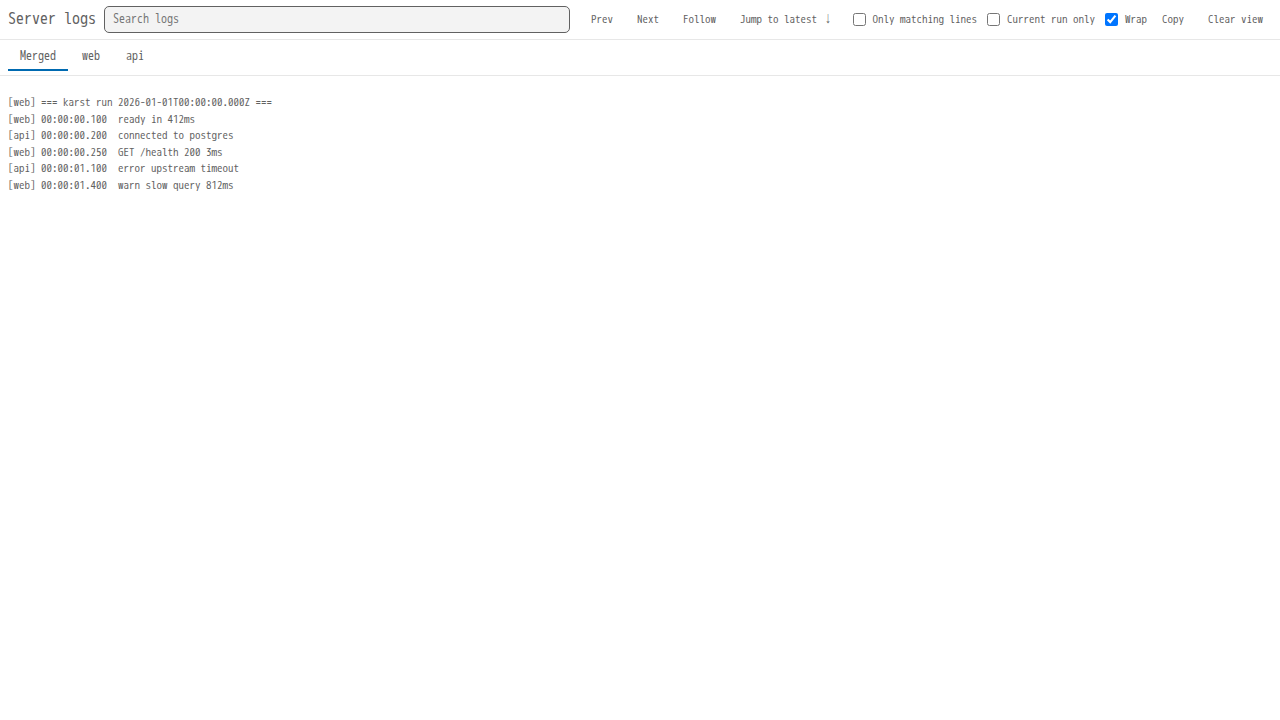 Server logs Search logs Prev Next Follow Jump to latest ↓ Only matching lines Current run only Wrap Copy Clear view
Merged web api
[web] === karst run 2026-01-01T00:00:00.000Z ===
[web] 00:00:00.100 ready in 412ms
[api] 00:00:00.200 connected to postgres
[web] 00:00:00.250 GET /health 200 3ms
[api] 00:00:01.100 error upstream timeout
[web] 00:00:01.400 warn slow query 812ms